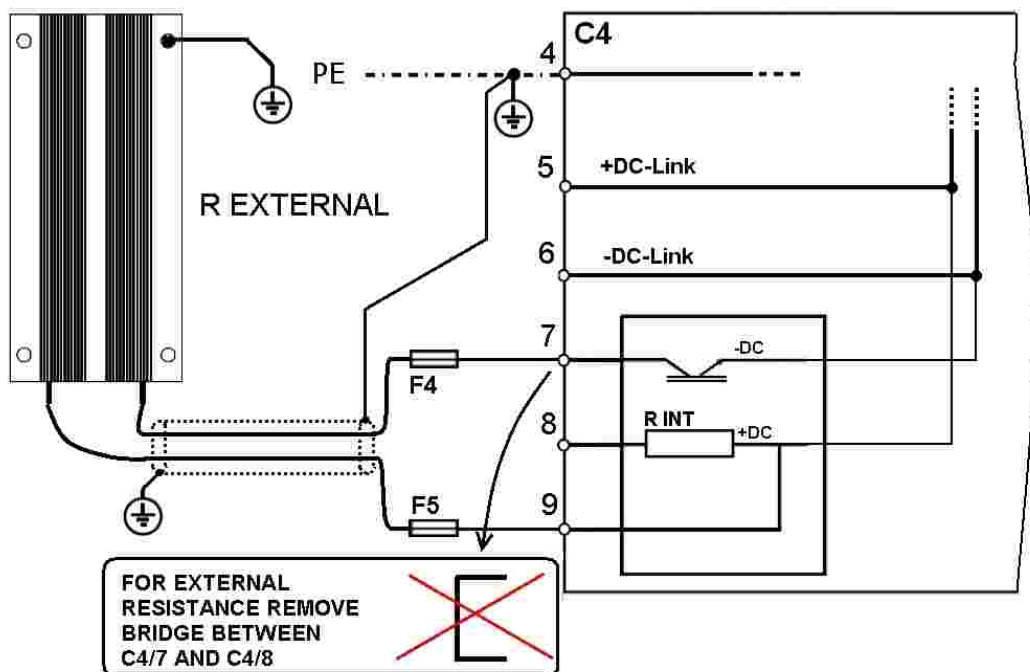 C4
4
PE
5
+DC-Link
R EXTERNAL
6
-DC-Link
7
-DC
F4
8
R INT
+DC
9
F5
FOR EXTERNAL
RESISTANCE REMOVE
BRIDGE BETWEEN
C4/7 AND C4/8